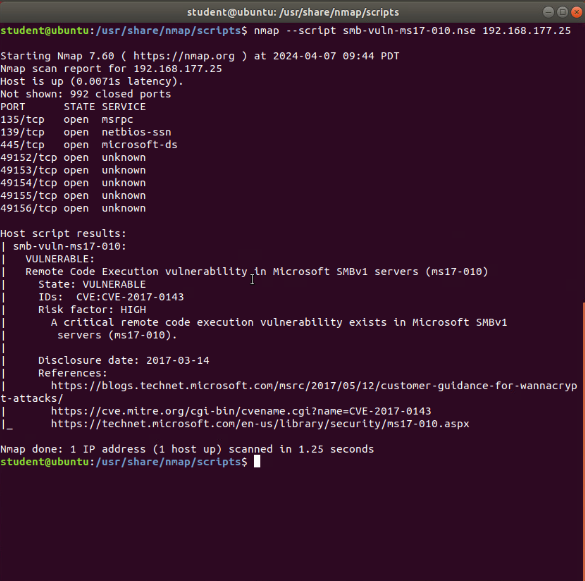 student@ubuntu: /usr/share/nmap/scripts
student@ubuntu:/usr/share/nmap/scripts$ nmap --script smb-vuln-ms17-010.nse 192.168.177.25
Starting Nmap 7.60 ( https://nmap.org ) at 2024-04-07 09:44 PDT
Nmap scan report for 192.168.177.25
Host is up (0.0071s latency).
Not shown: 992 closed ports
PORT      STATE SERVICE
135/tcp   open  msrpc
139/tcp   open  netbios-ssn
445/tcp   open  microsoft-ds
49152/tcp open  unknown
49153/tcp open  unknown
49154/tcp open  unknown
49155/tcp open  unknown
49156/tcp open  unknown
Host script results:
| smb-vuln-ms17-010:
|   VULNERABLE:
|   Remote Code Execution vulnerability in Microsoft SMBv1 servers (ms17-010)
|     State: VULNERABLE
|     IDs:  CVE:CVE-2017-0143
|     Risk factor: HIGH
|       A critical remote code execution vulnerability exists in Microsoft SMBv1
|        servers (ms17-010).
|
|     Disclosure date: 2017-03-14
|     References:
|       https://blogs.technet.microsoft.com/msrc/2017/05/12/customer-guidance-for-wannacryp
t-attacks/
|       https://cve.mitre.org/cgi-bin/cvename.cgi?name=CVE-2017-0143
|_      https://technet.microsoft.com/en-us/library/security/ms17-010.aspx
Nmap done: 1 IP address (1 host up) scanned in 1.25 seconds
student@ubuntu:/usr/share/nmap/scripts$